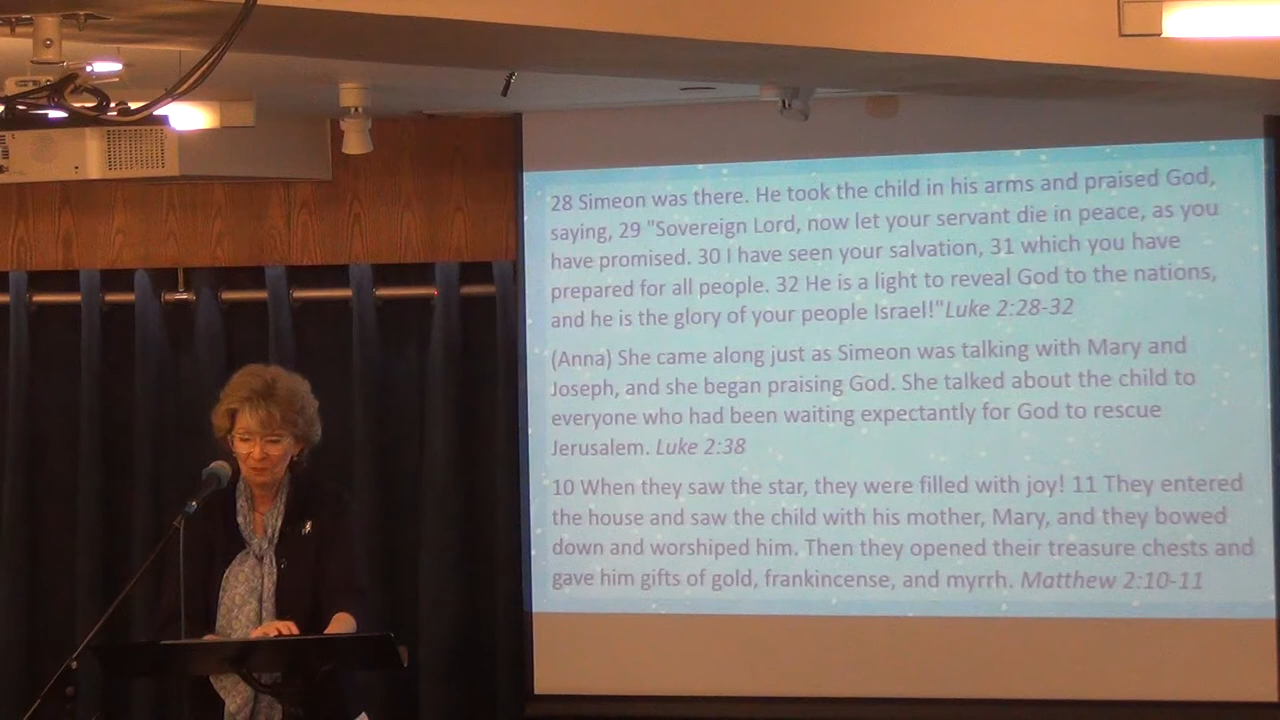 28 Simeon was there. He took the child in his arms and praised God,
saying, 29 "Sovereign Lord, now let your servant die in peace, as you
have promised. 30 I have seen your salvation, 31 which you have
prepared for all people. 32 He is a light to reveal God to the nations,
and he is the glory of your people Israel!"Luke 2:28-32
(Anna) She came along just as Simeon was talking with Mary and
Joseph, and she began praising God. She talked about the child to
everyone who had been waiting expectantly for God to rescue
Jerusalem. Luke 2:38
10 When they saw the star, they were filled with joy! 11 They entered
the house and saw the child with his mother, Mary, and they bowed
down and worshiped him. Then they opened their treasure chests and
gave him gifts of gold, frankincense, and myrrh. Matthew 2:10-11